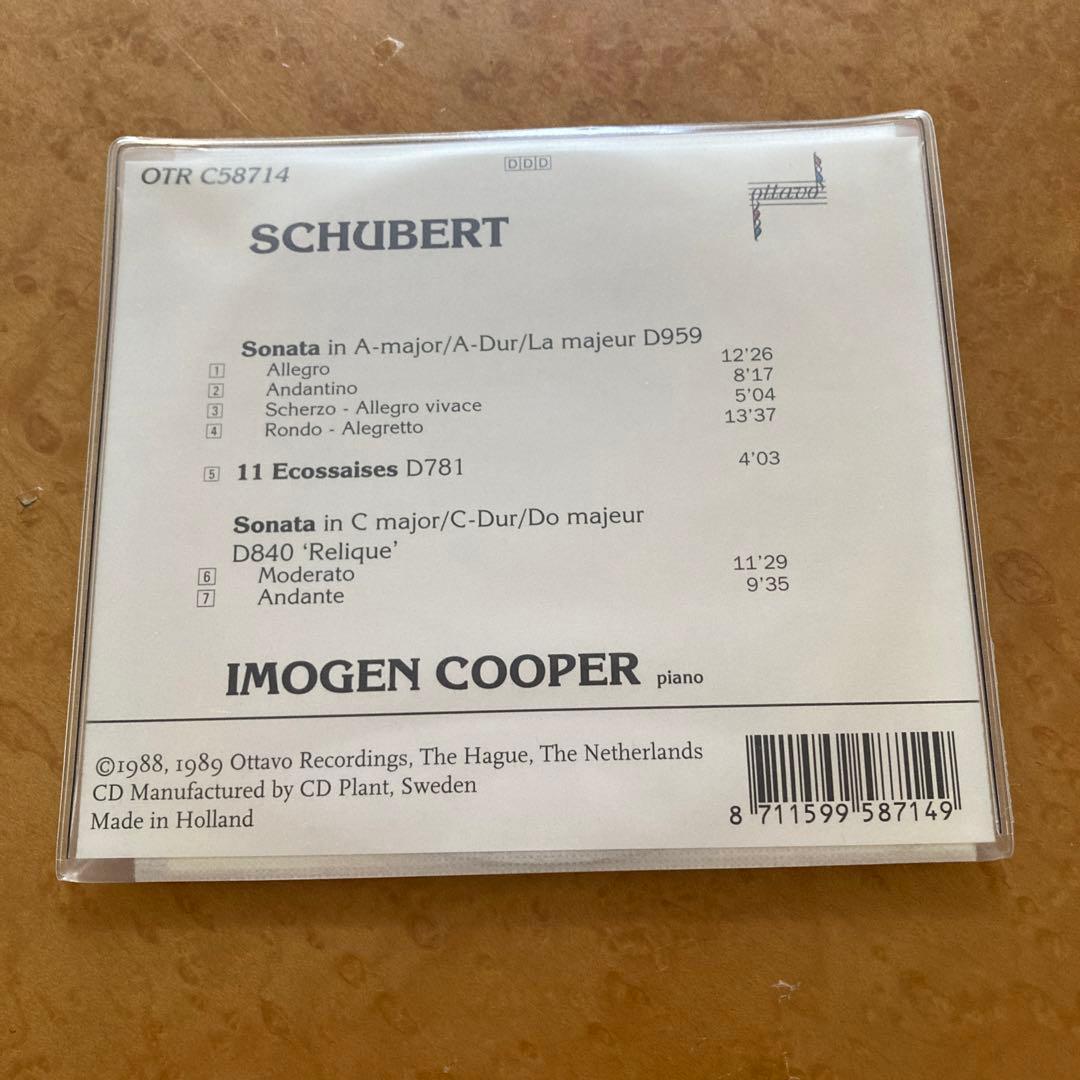 OTR C58714
DDD
ottavo
SCHUBERT
Sonata in A-major/A-Dur/La majeur D959
1 Allegro 12'26
2 Andantino 8'17
3 Scherzo - Allegro vivace 5'04
4 Rondo - Alegretto 13'37
5 11 Ecossaises D781 4'03
Sonata in C major/C-Dur/Do majeur
D840 ‘Relique’
6 Moderato 11'29
7 Andante 9'35
IMOGEN COOPER piano
©1988, 1989 Ottavo Recordings, The Hague, The Netherlands
CD Manufactured by CD Plant, Sweden
Made in Holland
8 711599 587149